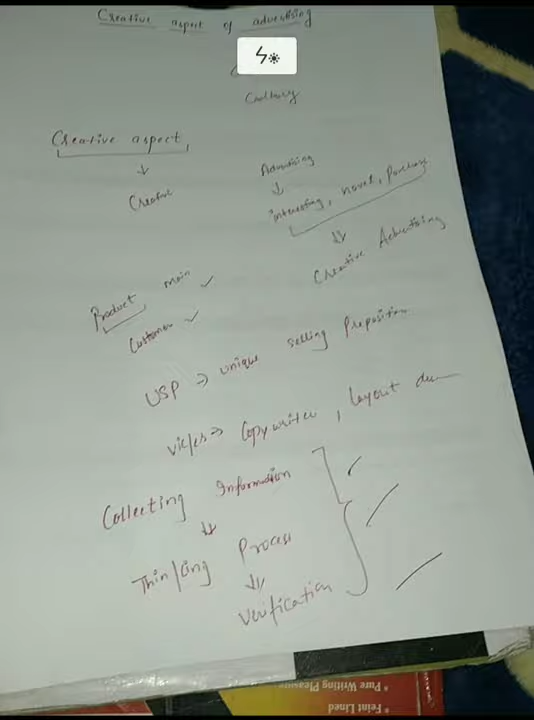 Creative aspect of advertising
Creative aspect
↓
Creative
Advertising
↓
interesting, novel, purchase
⇓
Creative Advertising
Product main ✓
Customer ✓
USP ⇒ unique selling Preposition
⇒ Copywriter, Layout
Collecting Information
⇓
Thinking Process
⇓
Verification
* Pure Writing Pleasure
* Feint Lined